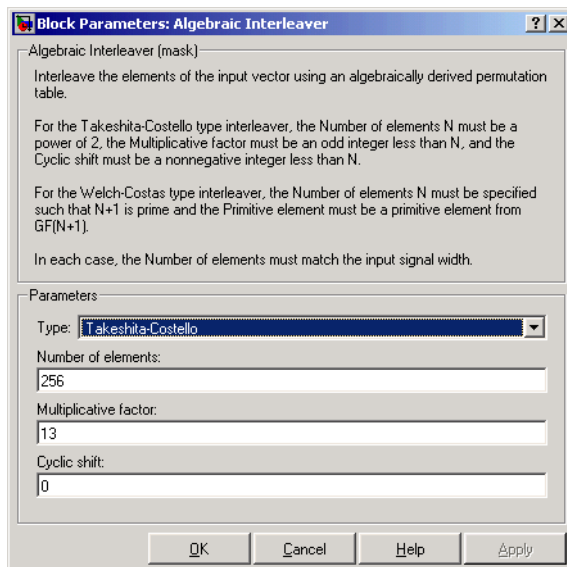 Block Parameters: Algebraic Interleaver
Algebraic Interleaver (mask)
Interleave the elements of the input vector using an algebraically derived permutation
table.
For the Takeshita-Costello type interleaver, the Number of elements N must be a
power of 2, the Multiplicative factor must be an odd integer less than N, and the
Cyclic shift must be a nonnegative integer less than N.
For the Welch-Costas type interleaver, the Number of elements N must be specified
such that N+1 is prime and the Primitive element must be a primitive element from
GF(N+1).
In each case, the Number of elements must match the input signal width.
Parameters
Type: Takeshita-Costello
Number of elements:
256
Multiplicative factor:
13
Cyclic shift:
0
OK Cancel Help Apply